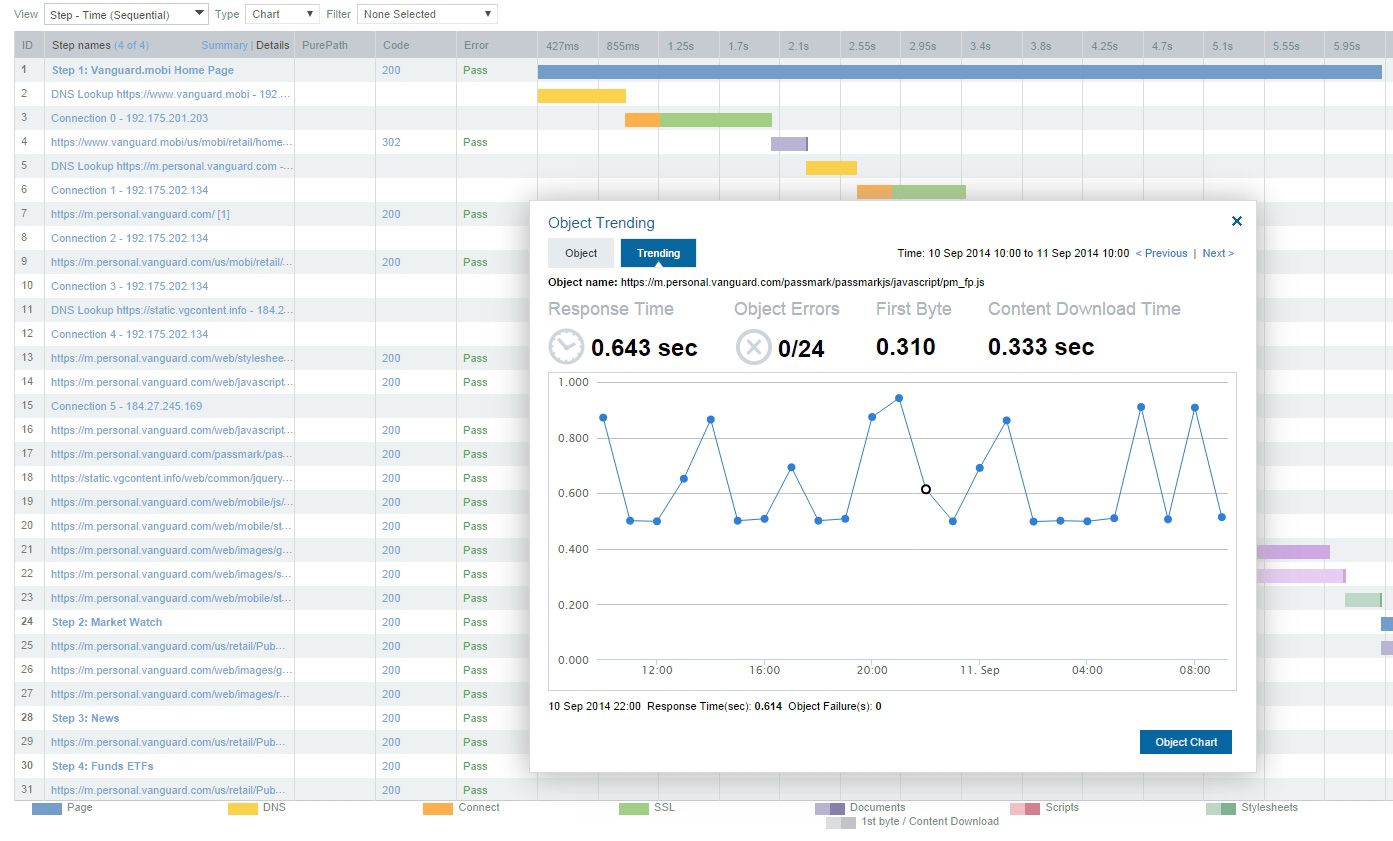 View Step - Time (Sequential) Type Chart Filter None Selected
ID Step names (4 of 4) Summary | Details PurePath Code Error 427ms 855ms 1.25s 1.7s 2.1s 2.55s 2.95s 3.4s 3.8s 4.25s 4.7s 5.1s 5.55s 5.95s
1 Step 1: Vanguard.mobi Home Page 200 Pass
2 DNS Lookup https://www.vanguard.mobi - 192....
3 Connection 0 - 192.175.201.203
4 https://www.vanguard.mobi/us/mobi/retail/home... 302 Pass
5 DNS Lookup https://m.personal.vanguard.com -...
6 Connection 1 - 192.175.202.134
7 https://m.personal.vanguard.com/ [1] 200 Pass
8 Connection 2 - 192.175.202.134
9 https://m.personal.vanguard.com/us/mobi/retail/... 200 Pass
10 Connection 3 - 192.175.202.134
11 DNS Lookup https://static.vgcontent.info - 184.2...
12 Connection 4 - 192.175.202.134
13 https://m.personal.vanguard.com/web/styleshee... 200 Pass
14 https://m.personal.vanguard.com/web/javascript... 200 Pass
15 Connection 5 - 184.27.245.169
16 https://m.personal.vanguard.com/web/javascript... 200 Pass
17 https://m.personal.vanguard.com/passmark/pas... 200 Pass
18 https://static.vgcontent.info/web/common/jquery... 200 Pass
19 https://m.personal.vanguard.com/web/mobile/js/... 200 Pass
20 https://m.personal.vanguard.com/web/mobile/st... 200 Pass
21 https://m.personal.vanguard.com/web/images/g... 200 Pass
22 https://m.personal.vanguard.com/web/images/s... 200 Pass
23 https://m.personal.vanguard.com/web/mobile/st... 200 Pass
24 Step 2: Market Watch 200 Pass
25 https://m.personal.vanguard.com/us/retail/Pub... 200 Pass
26 https://m.personal.vanguard.com/web/images/g... 200 Pass
27 https://m.personal.vanguard.com/web/images/r... 200 Pass
28 Step 3: News 200 Pass
29 https://m.personal.vanguard.com/us/retail/Pub... 200 Pass
30 Step 4: Funds ETFs 200 Pass
31 https://m.personal.vanguard.com/us/retail/Pub... 200 Pass
Object Trending
Object Trending Time: 10 Sep 2014 10:00 to 11 Sep 2014 10:00 < Previous | Next >
Object name: https://m.personal.vanguard.com/passmark/passmarkjs/javascript/pm_fp.js
Response Time Object Errors First Byte Content Download Time
0.643 sec 0/24 0.310 0.333 sec
1.000
0.800
0.600
0.400
0.200
0.000
12:00 16:00 20:00 11. Sep 04:00 08:00
10 Sep 2014 22:00 Response Time(sec): 0.614 Object Failure(s): 0
Object Chart
Page DNS Connect SSL Documents Scripts Stylesheets
1st byte / Content Download